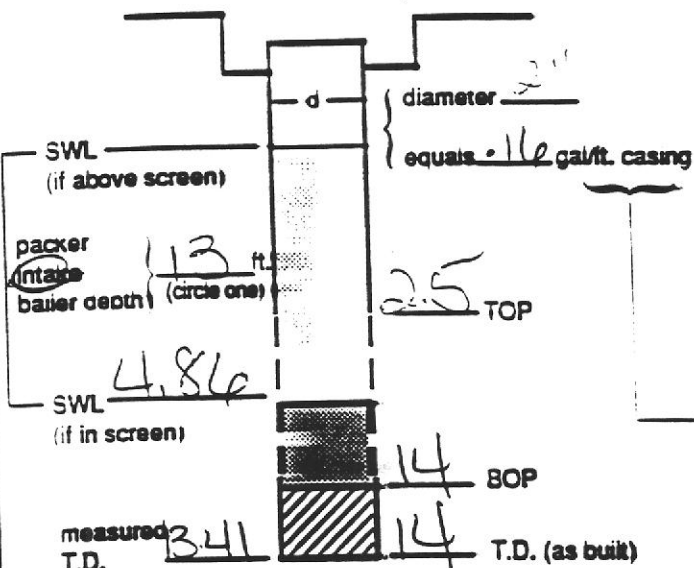 d
diameter 2"
SWL
equals .16 gal/ft. casing
(if above screen)
packer
intake 13 ft.
bailer depth (circle one)
2.5 TOP
4.86
SWL
(if in screen)
14 BOP
measured 13.41
T.D.
14 T.D. (as built)